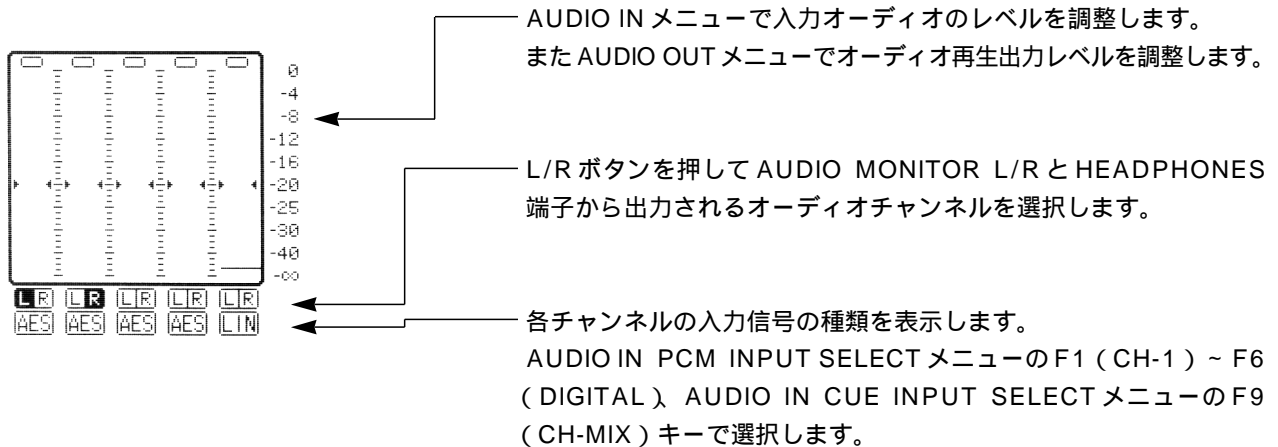 AUDIO IN メニューで入力オーディオのレベルを調整します。
また AUDIO OUT メニューでオーディオ再生出力レベルを調整します。
0
-4
-8
-12
-16
-20
-25
-30
-40
-∞
L/R ボタンを押して AUDIO MONITOR L/R と HEADPHONES
端子から出力されるオーディオチャンネルを選択します。
L R L R L R L R L R
AES AES AES AES LIN
各チャンネルの入力信号の種類を表示します。
AUDIO IN PCM INPUT SELECT メニューの F1（CH-1）~ F6
（DIGITAL）、AUDIO IN CUE INPUT SELECT メニューの F9
（CH-MIX）キーで選択します。